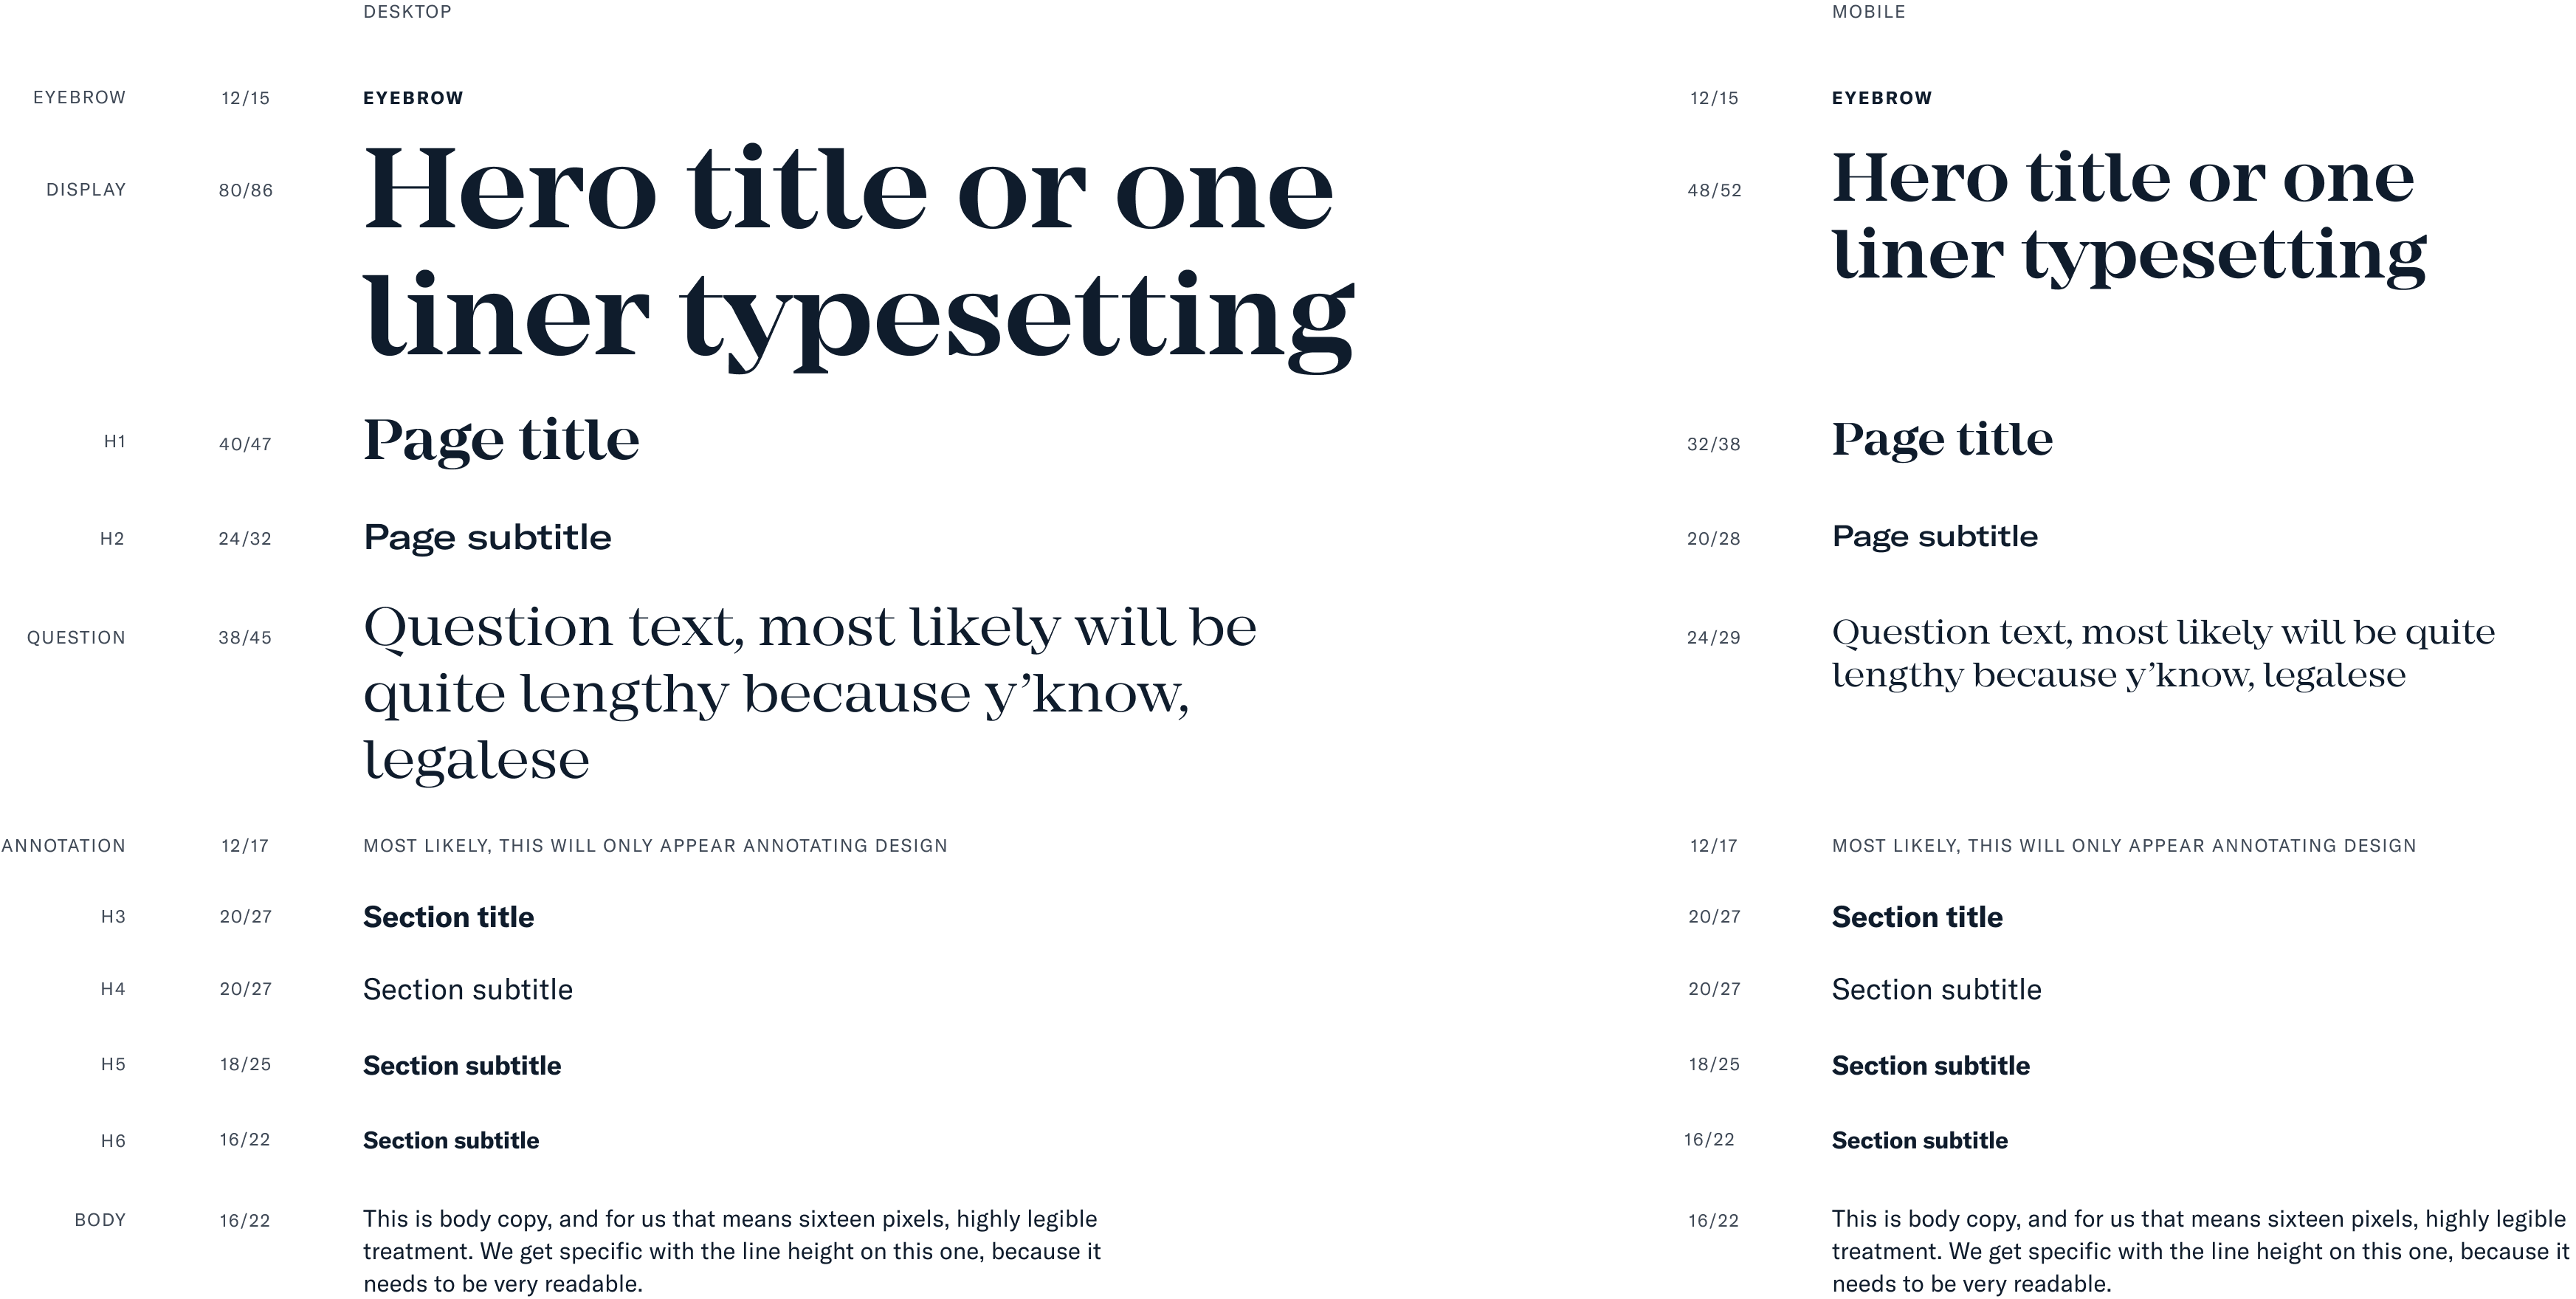 DESKTOP MOBILE
EYEBROW 12/15 EYEBROW 12/15 EYEBROW
DISPLAY 80/86 Hero title or one 48/52 Hero title or one
liner typesetting liner typesetting
H1 40/47 Page title 32/38 Page title
H2 24/32 Page subtitle 20/28 Page subtitle
QUESTION 38/45 Question text, most likely will be 24/29 Question text, most likely will be quite
quite lengthy because y’know, lengthy because y’know, legalese
legalese
ANNOTATION 12/17 MOST LIKELY, THIS WILL ONLY APPEAR ANNOTATING DESIGN 12/17 MOST LIKELY, THIS WILL ONLY APPEAR ANNOTATING DESIGN
H3 20/27 Section title 20/27 Section title
H4 20/27 Section subtitle 20/27 Section subtitle
H5 18/25 Section subtitle 18/25 Section subtitle
H6 16/22 Section subtitle 16/22 Section subtitle
BODY 16/22 This is body copy, and for us that means sixteen pixels, highly legible 16/22 This is body copy, and for us that means sixteen pixels, highly legible
treatment. We get specific with the line height on this one, because it treatment. We get specific with the line height on this one, because it
needs to be very readable. needs to be very readable.